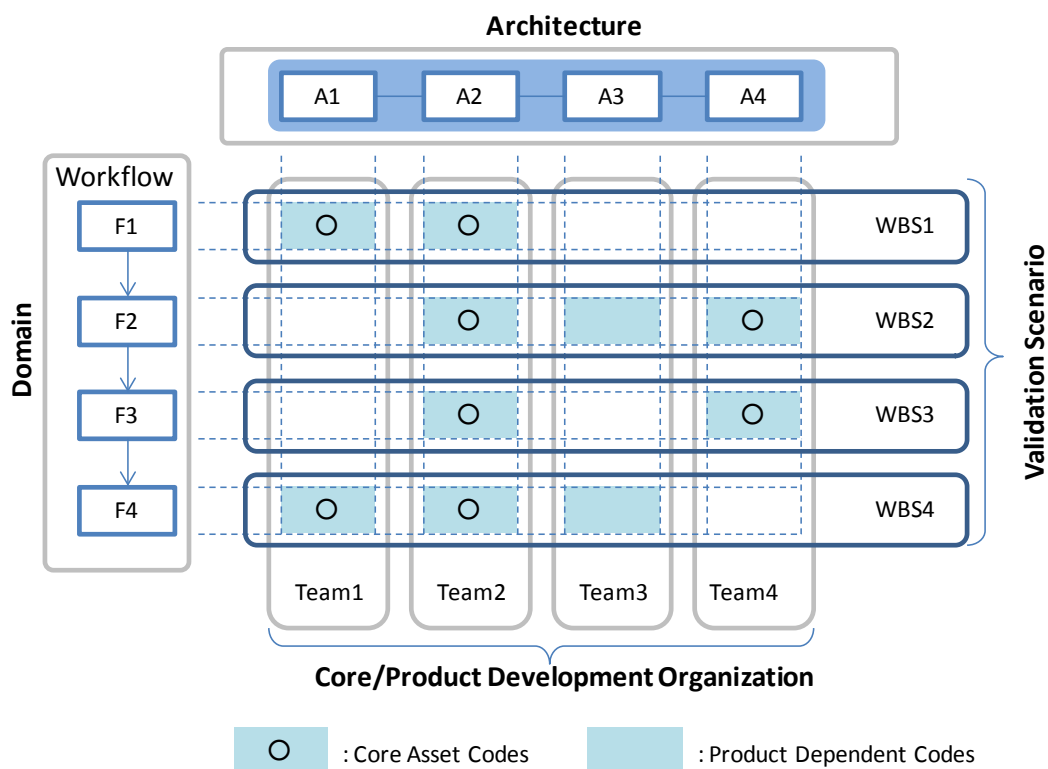 Architecture
A1
A2
A3
A4
Workflow
F1
F2
F3
F4
Domain
WBS1
WBS2
WBS3
WBS4
Validation Scenario
Team1
Team2
Team3
Team4
Core/Product Development Organization
: Core Asset Codes
: Product Dependent Codes